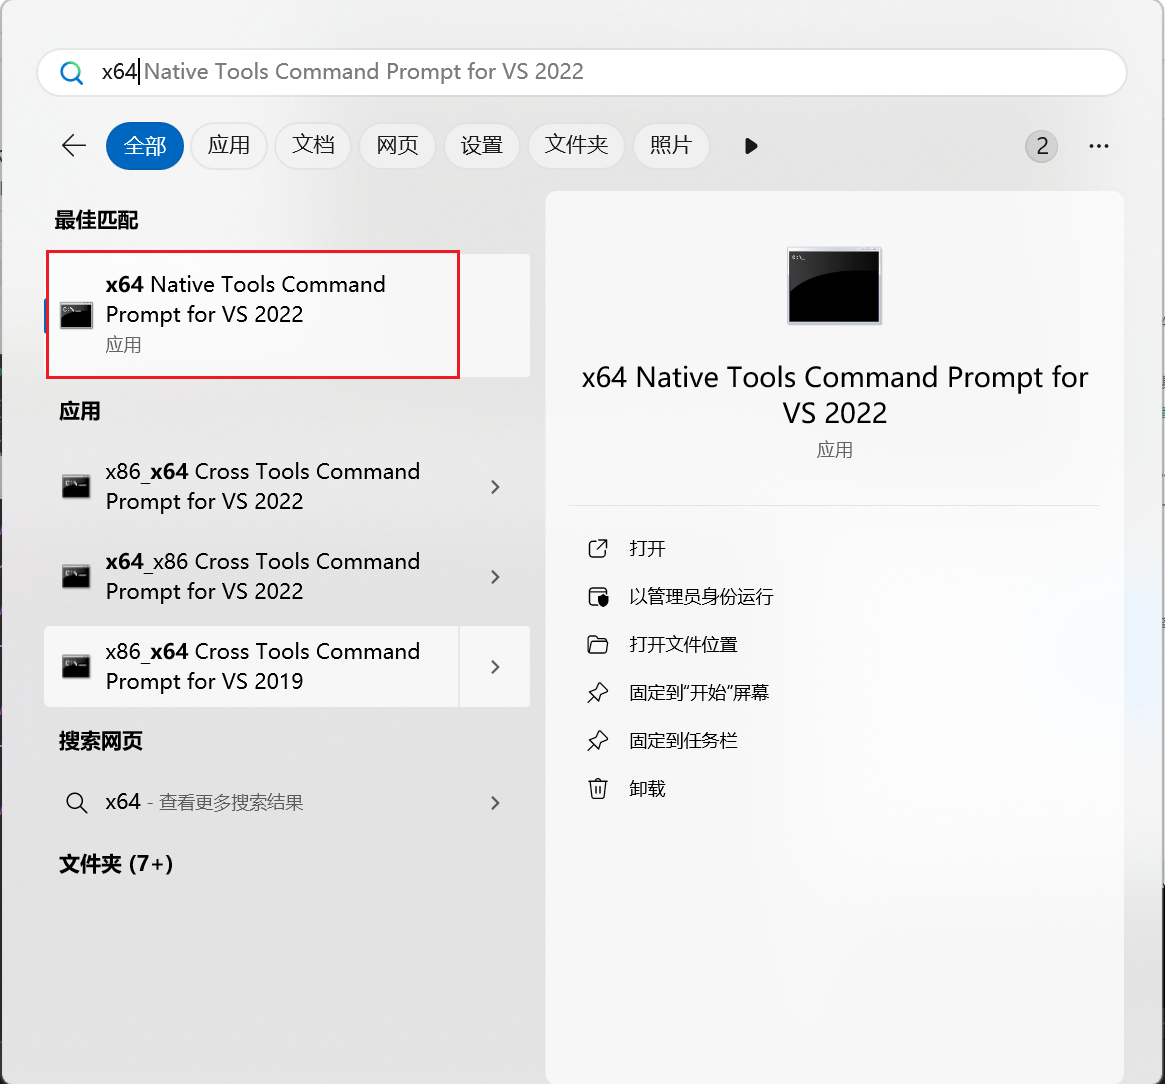 x64 Native Tools Command Prompt for VS 2022
全部 应用 文档 网页 设置 文件夹 照片 2
最佳匹配
x64 Native Tools Command
Prompt for VS 2022
应用
应用
x86_x64 Cross Tools Command
Prompt for VS 2022
x64_x86 Cross Tools Command
Prompt for VS 2022
x86_x64 Cross Tools Command
Prompt for VS 2019
搜索网页
x64 - 查看更多搜索结果
文件夹 (7+)
x64 Native Tools Command Prompt for
VS 2022
应用
打开
以管理员身份运行
打开文件位置
固定到“开始”屏幕
固定到任务栏
卸载